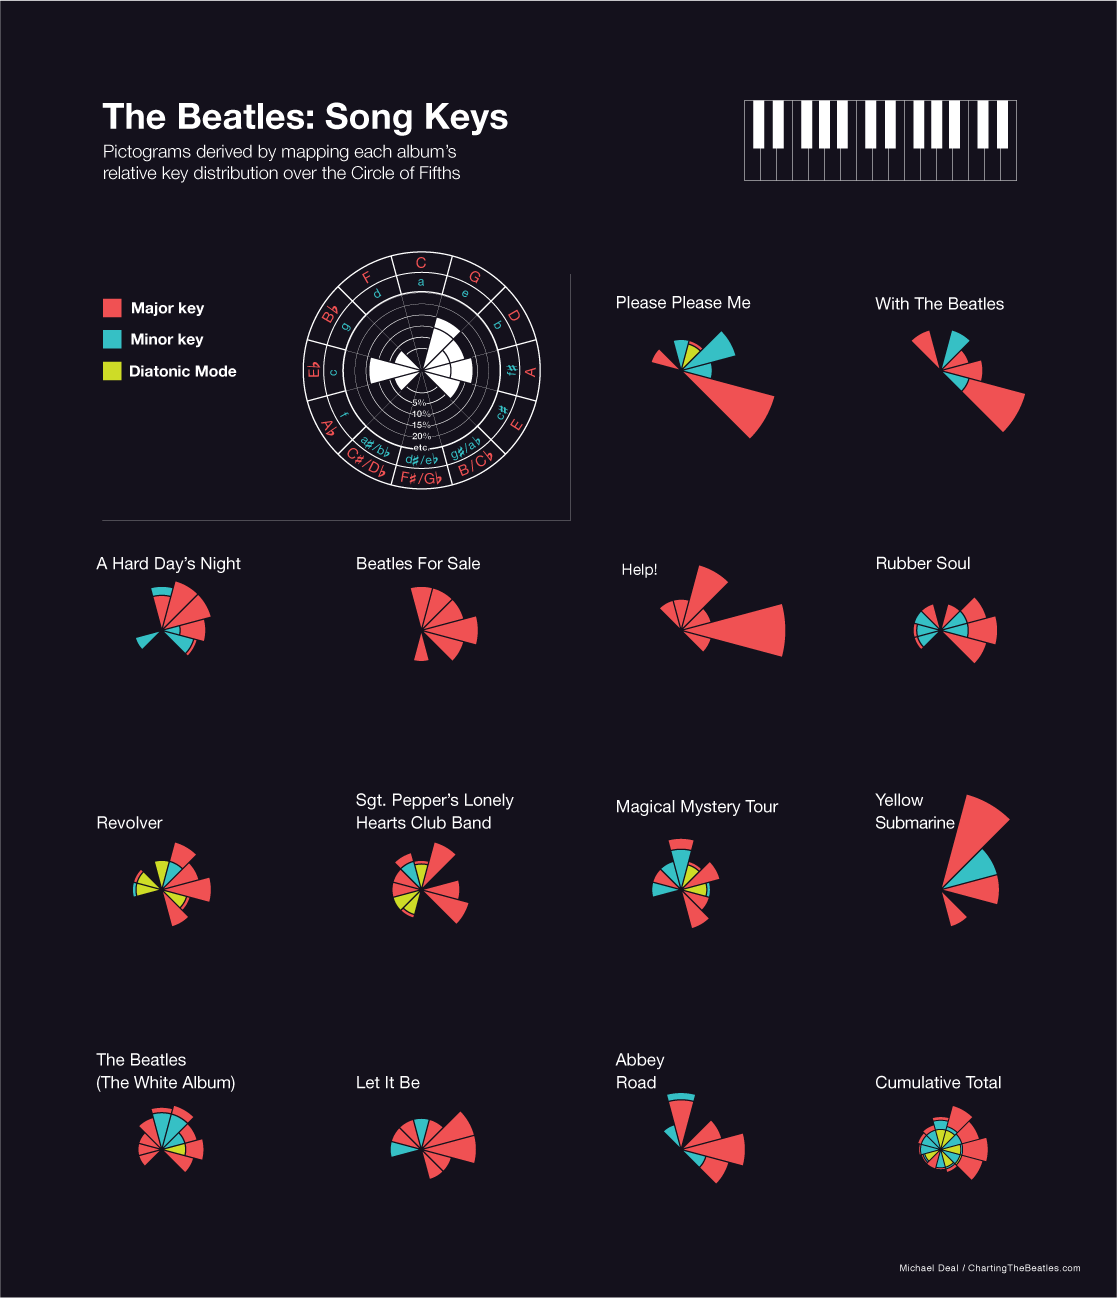 The Beatles: Song Keys
Pictograms derived by mapping each album's
relative key distribution over the Circle of Fifths
Major key
Minor key
Diatonic Mode
C
G
D
A
E
B/C♭
F♯/G♭
C♯/D♭
A♭
E♭
B♭
F
a
e
b
f♯
c♯
g♯/a♭
d♯/e♭
a♯/b♭
f
c
g
d
5%
10%
15%
20%
etc.
Please Please Me
With The Beatles
A Hard Day's Night
Beatles For Sale
Help!
Rubber Soul
Revolver
Sgt. Pepper's Lonely
Hearts Club Band
Magical Mystery Tour
Yellow
Submarine
The Beatles
(The White Album)
Let It Be
Abbey
Road
Cumulative Total
Michael Deal / ChartingTheBeatles.com